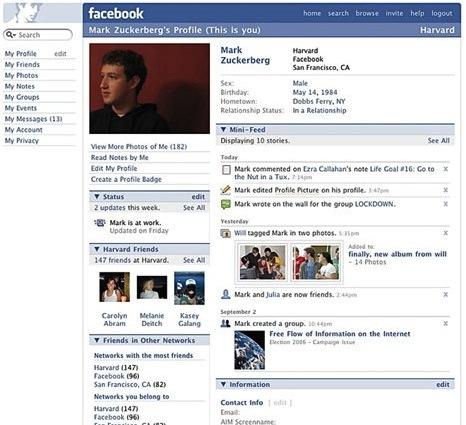 facebook
home search browse invite help logout
Search
My Profile edit
My Friends
My Photos
My Notes
My Groups
My Events
My Messages (13)
My Account
My Privacy
Mark Zuckerberg's Profile (This is you) Harvard
View More Photos of Me (182)
Read Notes by Me
Edit My Profile
Create a Profile Badge
Status edit
2 updates this week. See All
Mark is at work.
Updated on Friday
Harvard Friends
147 friends at Harvard. See All
Carolyn Abram
Melanie Deitch
Kasey Galang
Friends in Other Networks
Networks with the most friends
Harvard (147)
Facebook (96)
San Francisco, CA (82)
Networks you belong to
Harvard (147)
Facebook (96)
San Francisco, CA (82)
Mark Zuckerberg
Harvard
Facebook
San Francisco, CA
Sex: Male
Birthday: May 14, 1984
Hometown: Dobbs Ferry, NY
Relationship Status: In a Relationship
Mini-Feed
Displaying 10 stories. See All
Today
Mark commented on Ezra Callahan's note Life Goal #16: Go to
the Nut in a Tux. 7:14pm x
Mark edited Profile Picture on his profile. 3:47pm x
Mark wrote on the wall for the group LOCKDOWN. x
Yesterday
Will tagged Mark in two photos. 5:35pm x
Added to:
finally, new album from will
- 14 Photos
Mark and Julia are now friends. 2:44pm x
September 2
Mark created a group. 10:44pm x
Free Flow of Information on the Internet
Election 2006 - Campaign Issue
Information edit
Contact Info [ edit ]
Email:
AIM Screenname: